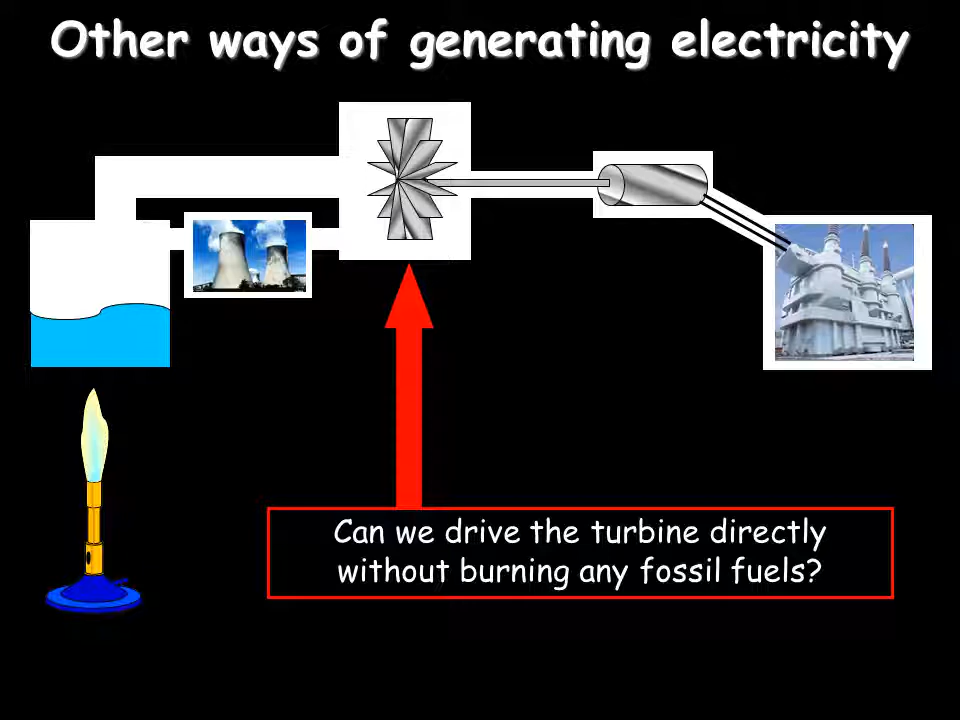 Other ways of generating electricity
Can we drive the turbine directly
without burning any fossil fuels?